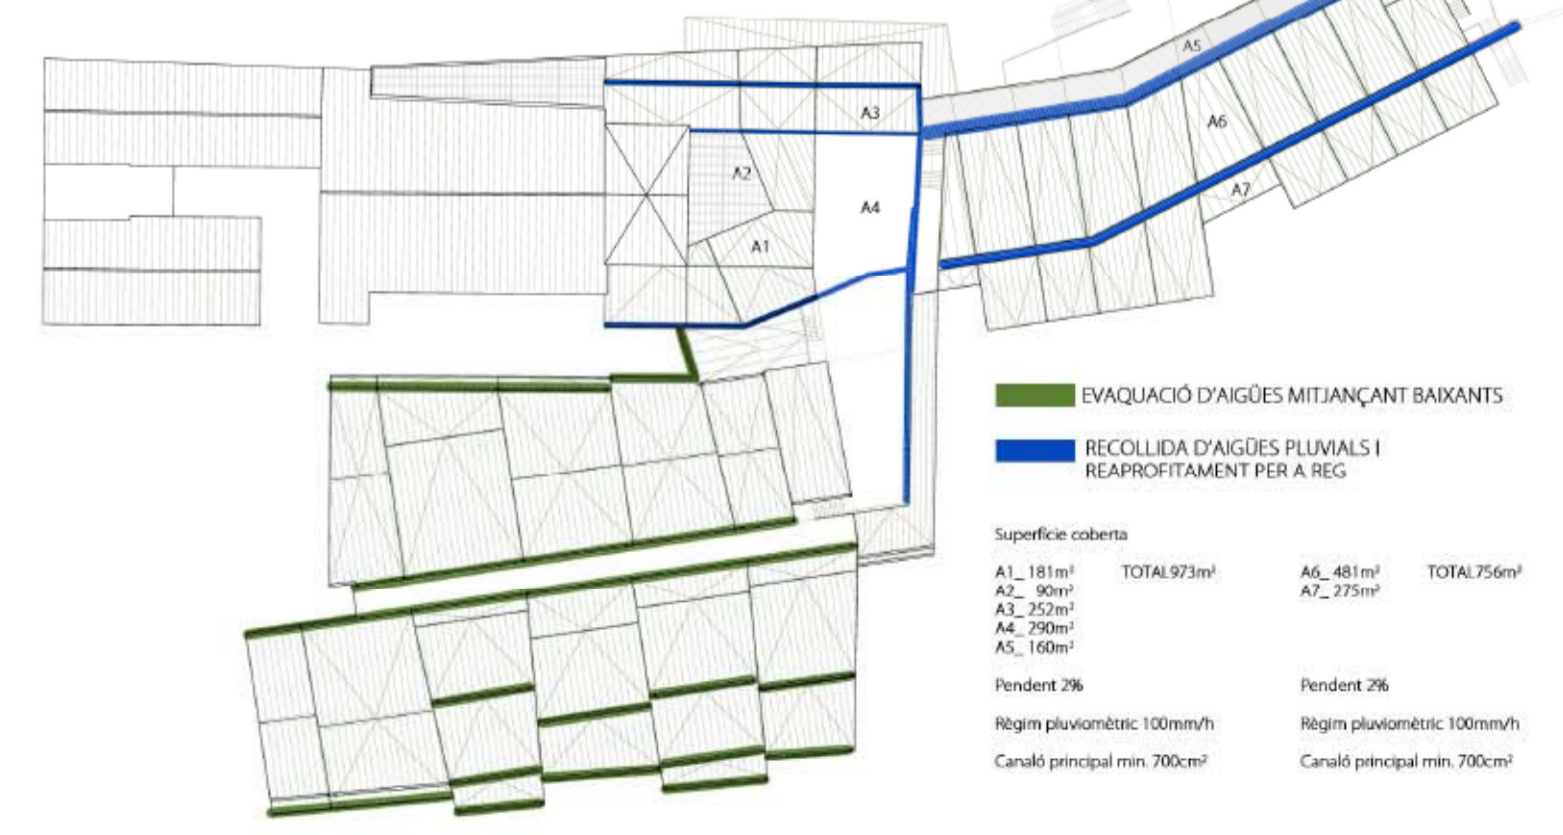 A5
A3
A6
A2
A7
A4
A1
EVAQUACIÓ D'AIGÜES MITJANÇANT BAIXANTS
RECOLLIDA D'AIGÜES PLUVIALS I
REAPROFITAMENT PER A REG
Superfície coberta
A1_ 181m² TOTAL973m²
A2_ 90m²
A3_ 252m²
A4_ 290m²
A5_ 160m²
A6_ 481m² TOTAL756m²
A7_ 275m²
Pendent 2%
Pendent 2%
Règim pluviomètric 100mm/h
Règim pluviomètric 100mm/h
Canaló principal min. 700cm²
Canaló principal min. 700cm²